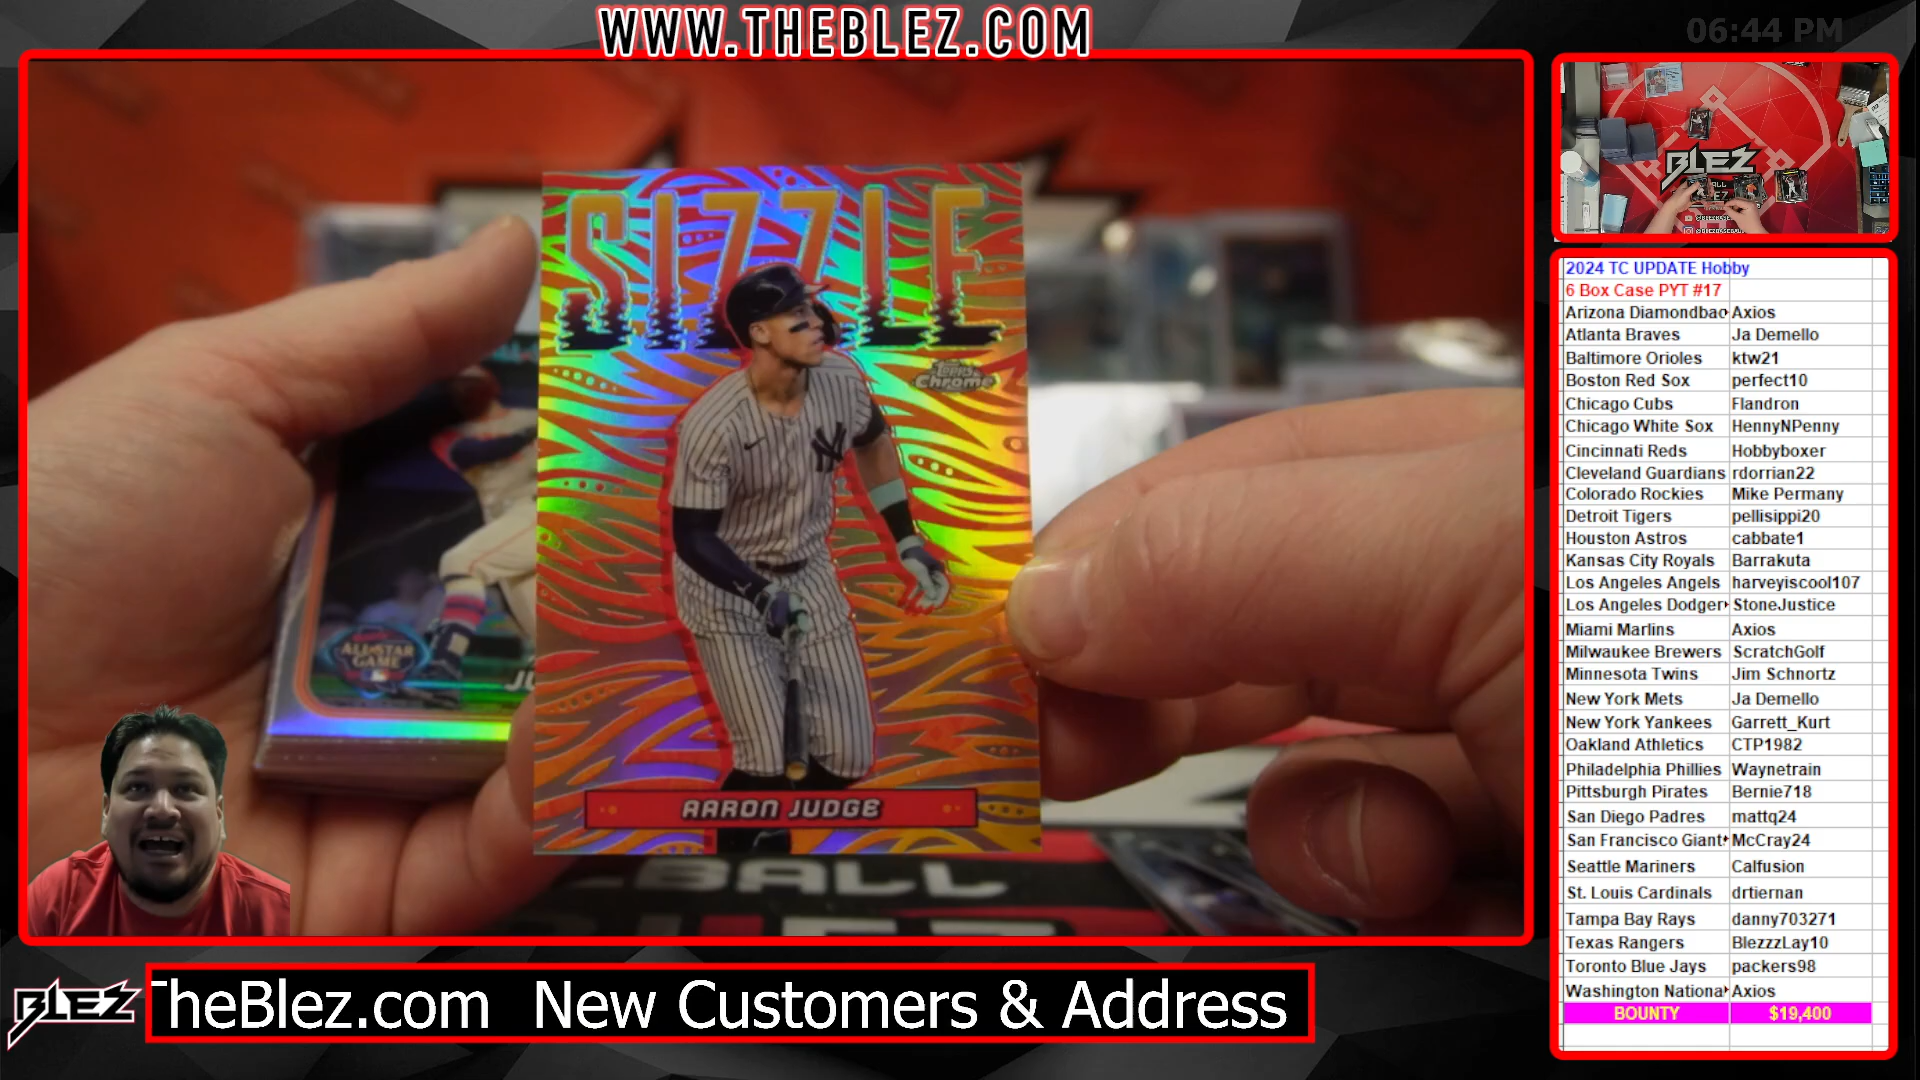 WWW.THEBLEZ.COM
06:44 PM
SIZZLE
TOPPS
Chrome
NY
ALL-STAR
GAME
JU
AARON JUDGE
BALL
BLEZ
2024 TC UPDATE Hobby
6 Box Case PYT #17
Arizona Diamondbac Axios
Atlanta Braves Ja Demello
Baltimore Orioles ktw21
Boston Red Sox perfect10
Chicago Cubs Flandron
Chicago White Sox HennyNPenny
Cincinnati Reds Hobbyboxer
Cleveland Guardians rdorrian22
Colorado Rockies Mike Permany
Detroit Tigers pellisippi20
Houston Astros cabbate1
Kansas City Royals Barrakuta
Los Angeles Angels harveyiscool107
Los Angeles Dodger StoneJustice
Miami Marlins Axios
Milwaukee Brewers ScratchGolf
Minnesota Twins Jim Schnortz
New York Mets Ja Demello
New York Yankees Garrett_Kurt
Oakland Athletics CTP1982
Philadelphia Phillies Waynetrain
Pittsburgh Pirates Bernie718
San Diego Padres mattq24
San Francisco Giant McCray24
Seattle Mariners Calfusion
St. Louis Cardinals drtiernan
Tampa Bay Rays danny703271
Texas Rangers BlezzzLay10
Toronto Blue Jays packers98
Washington Nationa Axios
BOUNTY $19,400
BLEZ
TheBlez.com New Customers & Address